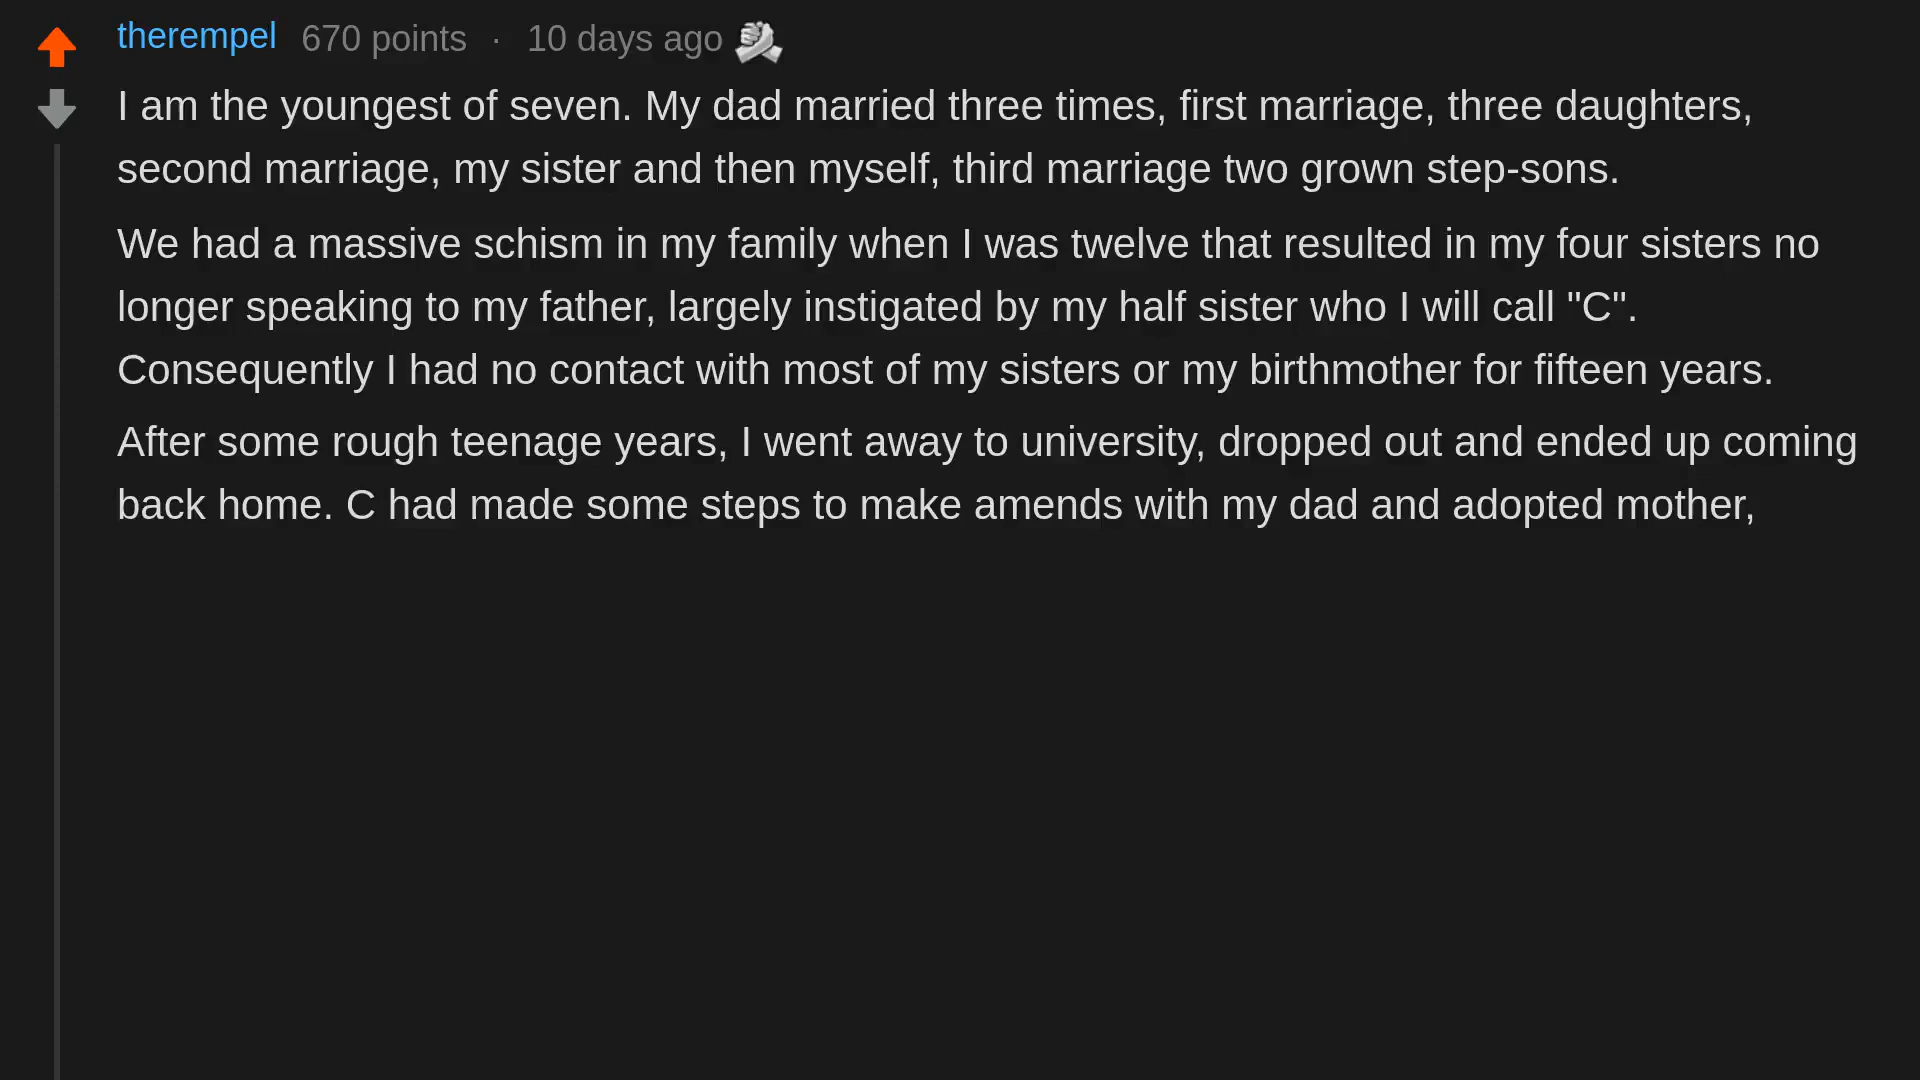 therempel 670 points · 10 days ago
I am the youngest of seven. My dad married three times, first marriage, three daughters,
second marriage, my sister and then myself, third marriage two grown step-sons.
We had a massive schism in my family when I was twelve that resulted in my four sisters no
longer speaking to my father, largely instigated by my half sister who I will call "C".
Consequently I had no contact with most of my sisters or my birthmother for fifteen years.
After some rough teenage years, I went away to university, dropped out and ended up coming
back home. C had made some steps to make amends with my dad and adopted mother,